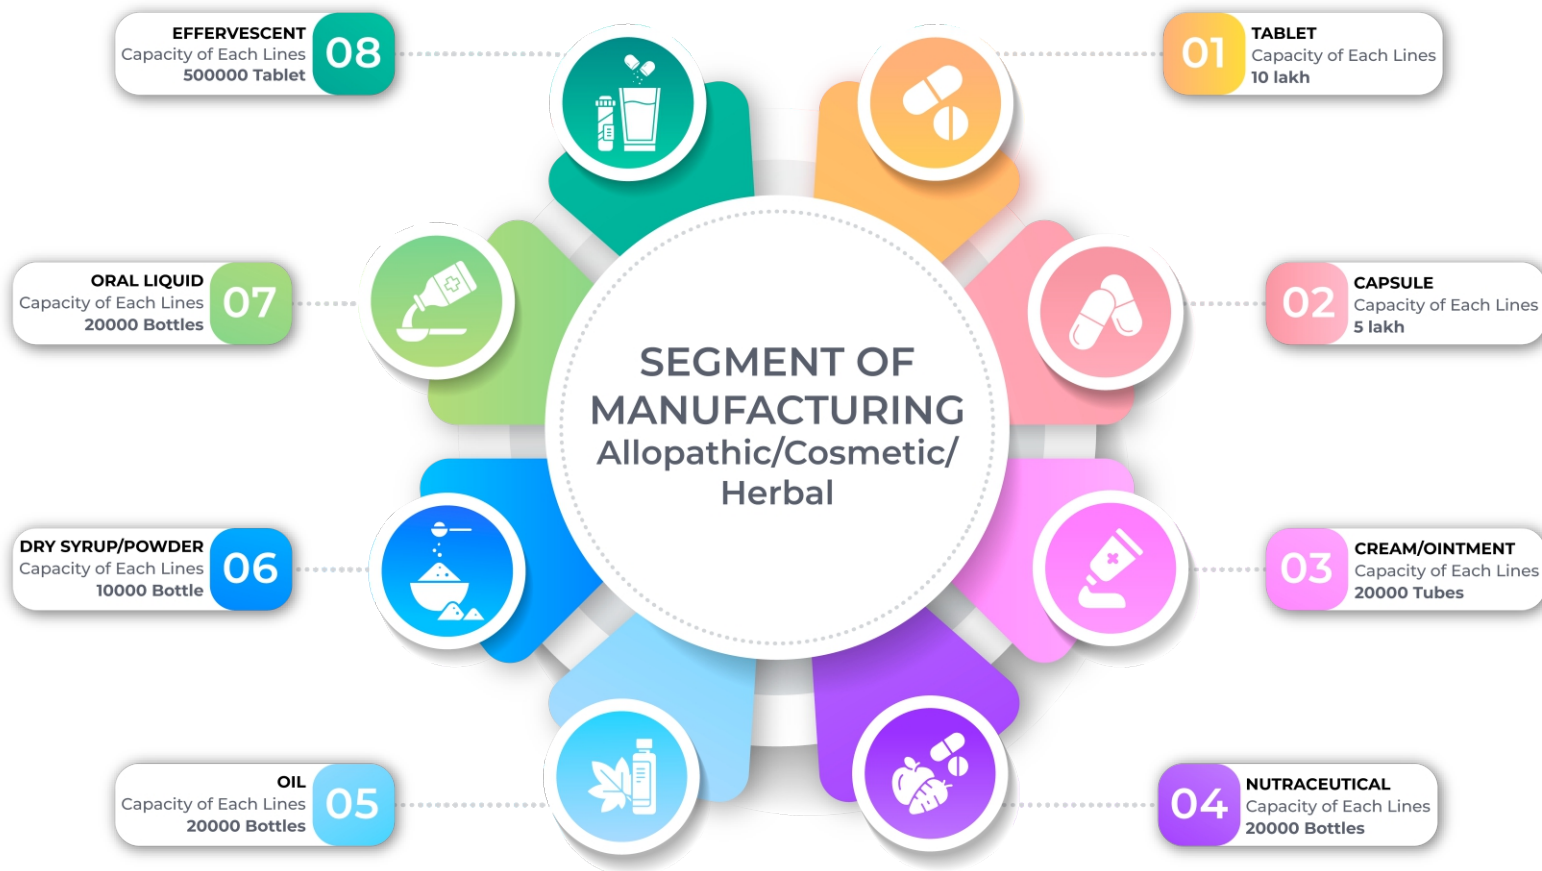 SEGMENT OF
MANUFACTURING
Allopathic/Cosmetic/
Herbal
01
TABLET
Capacity of Each Lines
10 lakh
02
CAPSULE
Capacity of Each Lines
5 lakh
03
CREAM/OINTMENT
Capacity of Each Lines
20000 Tubes
04
NUTRACEUTICAL
Capacity of Each Lines
20000 Bottles
05
OIL
Capacity of Each Lines
20000 Bottles
06
DRY SYRUP/POWDER
Capacity of Each Lines
10000 Bottle
07
ORAL LIQUID
Capacity of Each Lines
20000 Bottles
08
EFFERVESCENT
Capacity of Each Lines
500000 Tablet